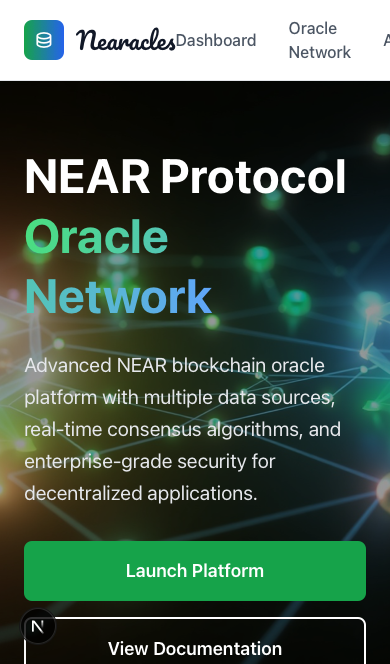 Nearacles
Dashboard
Oracle
Network
A
NEAR Protocol
Oracle
Network
Advanced NEAR blockchain oracle
platform with multiple data sources,
real-time consensus algorithms, and
enterprise-grade security for
decentralized applications.
Launch Platform
N
View Documentation